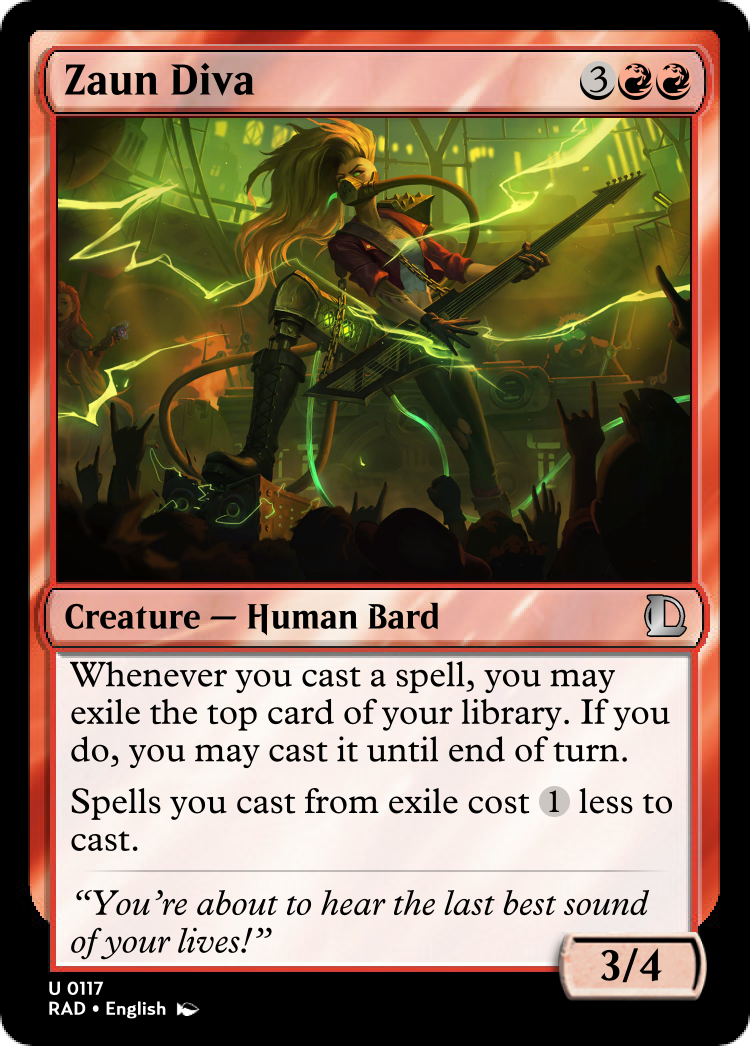 Zaun Diva 3
Creature — Human Bard
Whenever you cast a spell, you may
exile the top card of your library. If you
do, you may cast it until end of turn.
Spells you cast from exile cost 1 less to
cast.
“You’re about to hear the last best sound
of your lives!”
3/4
U 0117
RAD • English